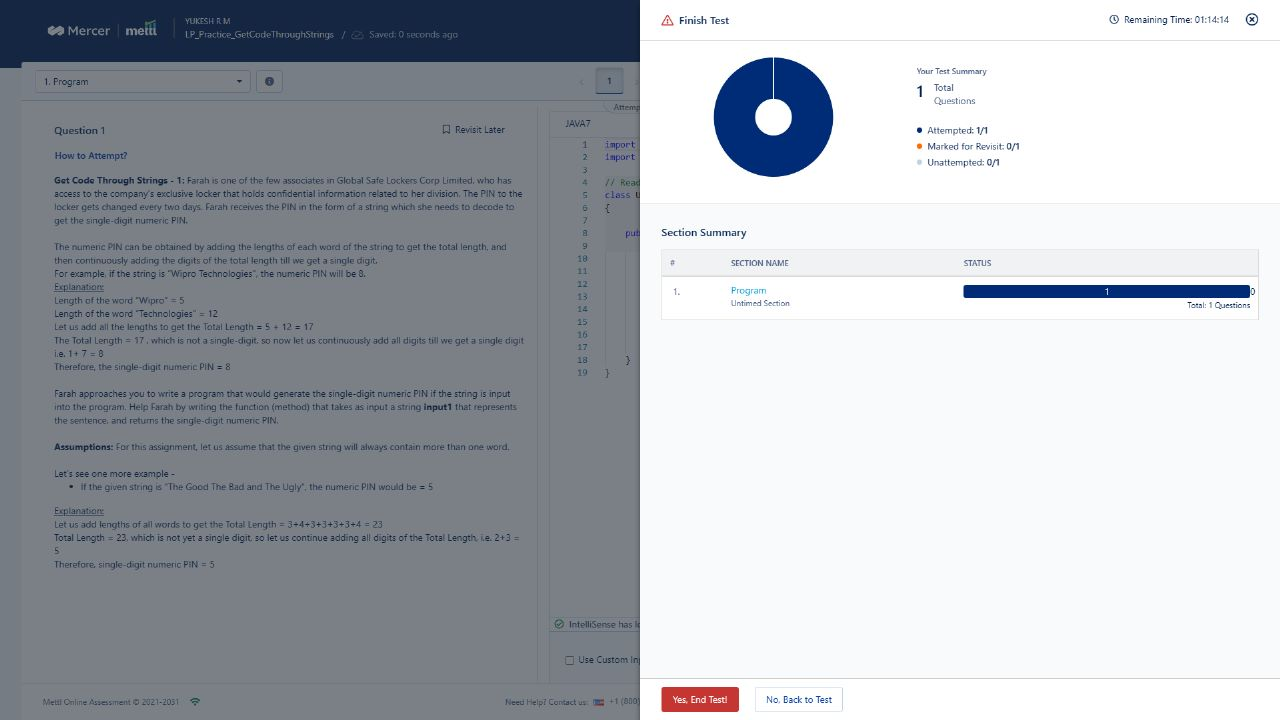 Mercer | mettl
YUKESH R M
LP_Practice_GetCodeThroughStrings / Saved: 0 seconds ago
1. Program
1
Attemp
Question 1
Revisit Later
How to Attempt?
Get Code Through Strings - 1: Farah is one of the few associates in Global Safe Lockers Corp Limited, who has
access to the company's exclusive locker that holds confidential information related to her division. The PIN to the
locker gets changed every two days. Farah receives the PIN in the form of a string which she needs to decode to
get the single-digit numeric PIN.
The numeric PIN can be obtained by adding the lengths of each word of the string to get the total length, and
then continuously adding the digits of the total length till we get a single digit.
For example, if the string is "Wipro Technologies", the numeric PIN will be 8.
Explanation:
Length of the word "Wipro" = 5
Length of the word "Technologies" = 12
Let us add all the lengths to get the Total Length = 5 + 12 = 17
The Total Length = 17 , which is not a single-digit, so now let us continuously add all digits till we get a single digit
i.e. 1+ 7 = 8
Therefore, the single-digit numeric PIN = 8
Farah approaches you to write a program that would generate the single-digit numeric PIN if the string is input
into the program. Help Farah by writing the function (method) that takes as input a string input1 that represents
the sentence, and returns the single-digit numeric PIN.
Assumptions: For this assignment, let us assume that the given string will always contain more than one word.
Let's see one more example -
• If the given string is "The Good The Bad and The Ugly", the numeric PIN would be = 5
Explanation:
Let us add lengths of all words to get the Total Length = 3+4+3+3+3+3+4 = 23
Total Length = 23, which is not yet a single digit, so let us continue adding all digits of the Total Length, i.e. 2+3 =
5
Therefore, single-digit numeric PIN = 5
JAVA7
1 import
2 import
3
4 // Read
5 class U
6 {
7
8 pub
9
10
11
12
13
14
15
16
17
18 }
19 }
IntelliSense has lo
Use Custom Inp
Mettl Online Assessment © 2021-2031
Need Help? Contact us: +1 (800)
Finish Test
Remaining Time: 01:14:14
Your Test Summary
1 Total
Questions
Attempted: 1/1
Marked for Revisit: 0/1
Unattempted: 0/1
Section Summary
# SECTION NAME STATUS
1. Program 1 0
Untimed Section Total: 1 Questions
Yes, End Test!
No, Back to Test